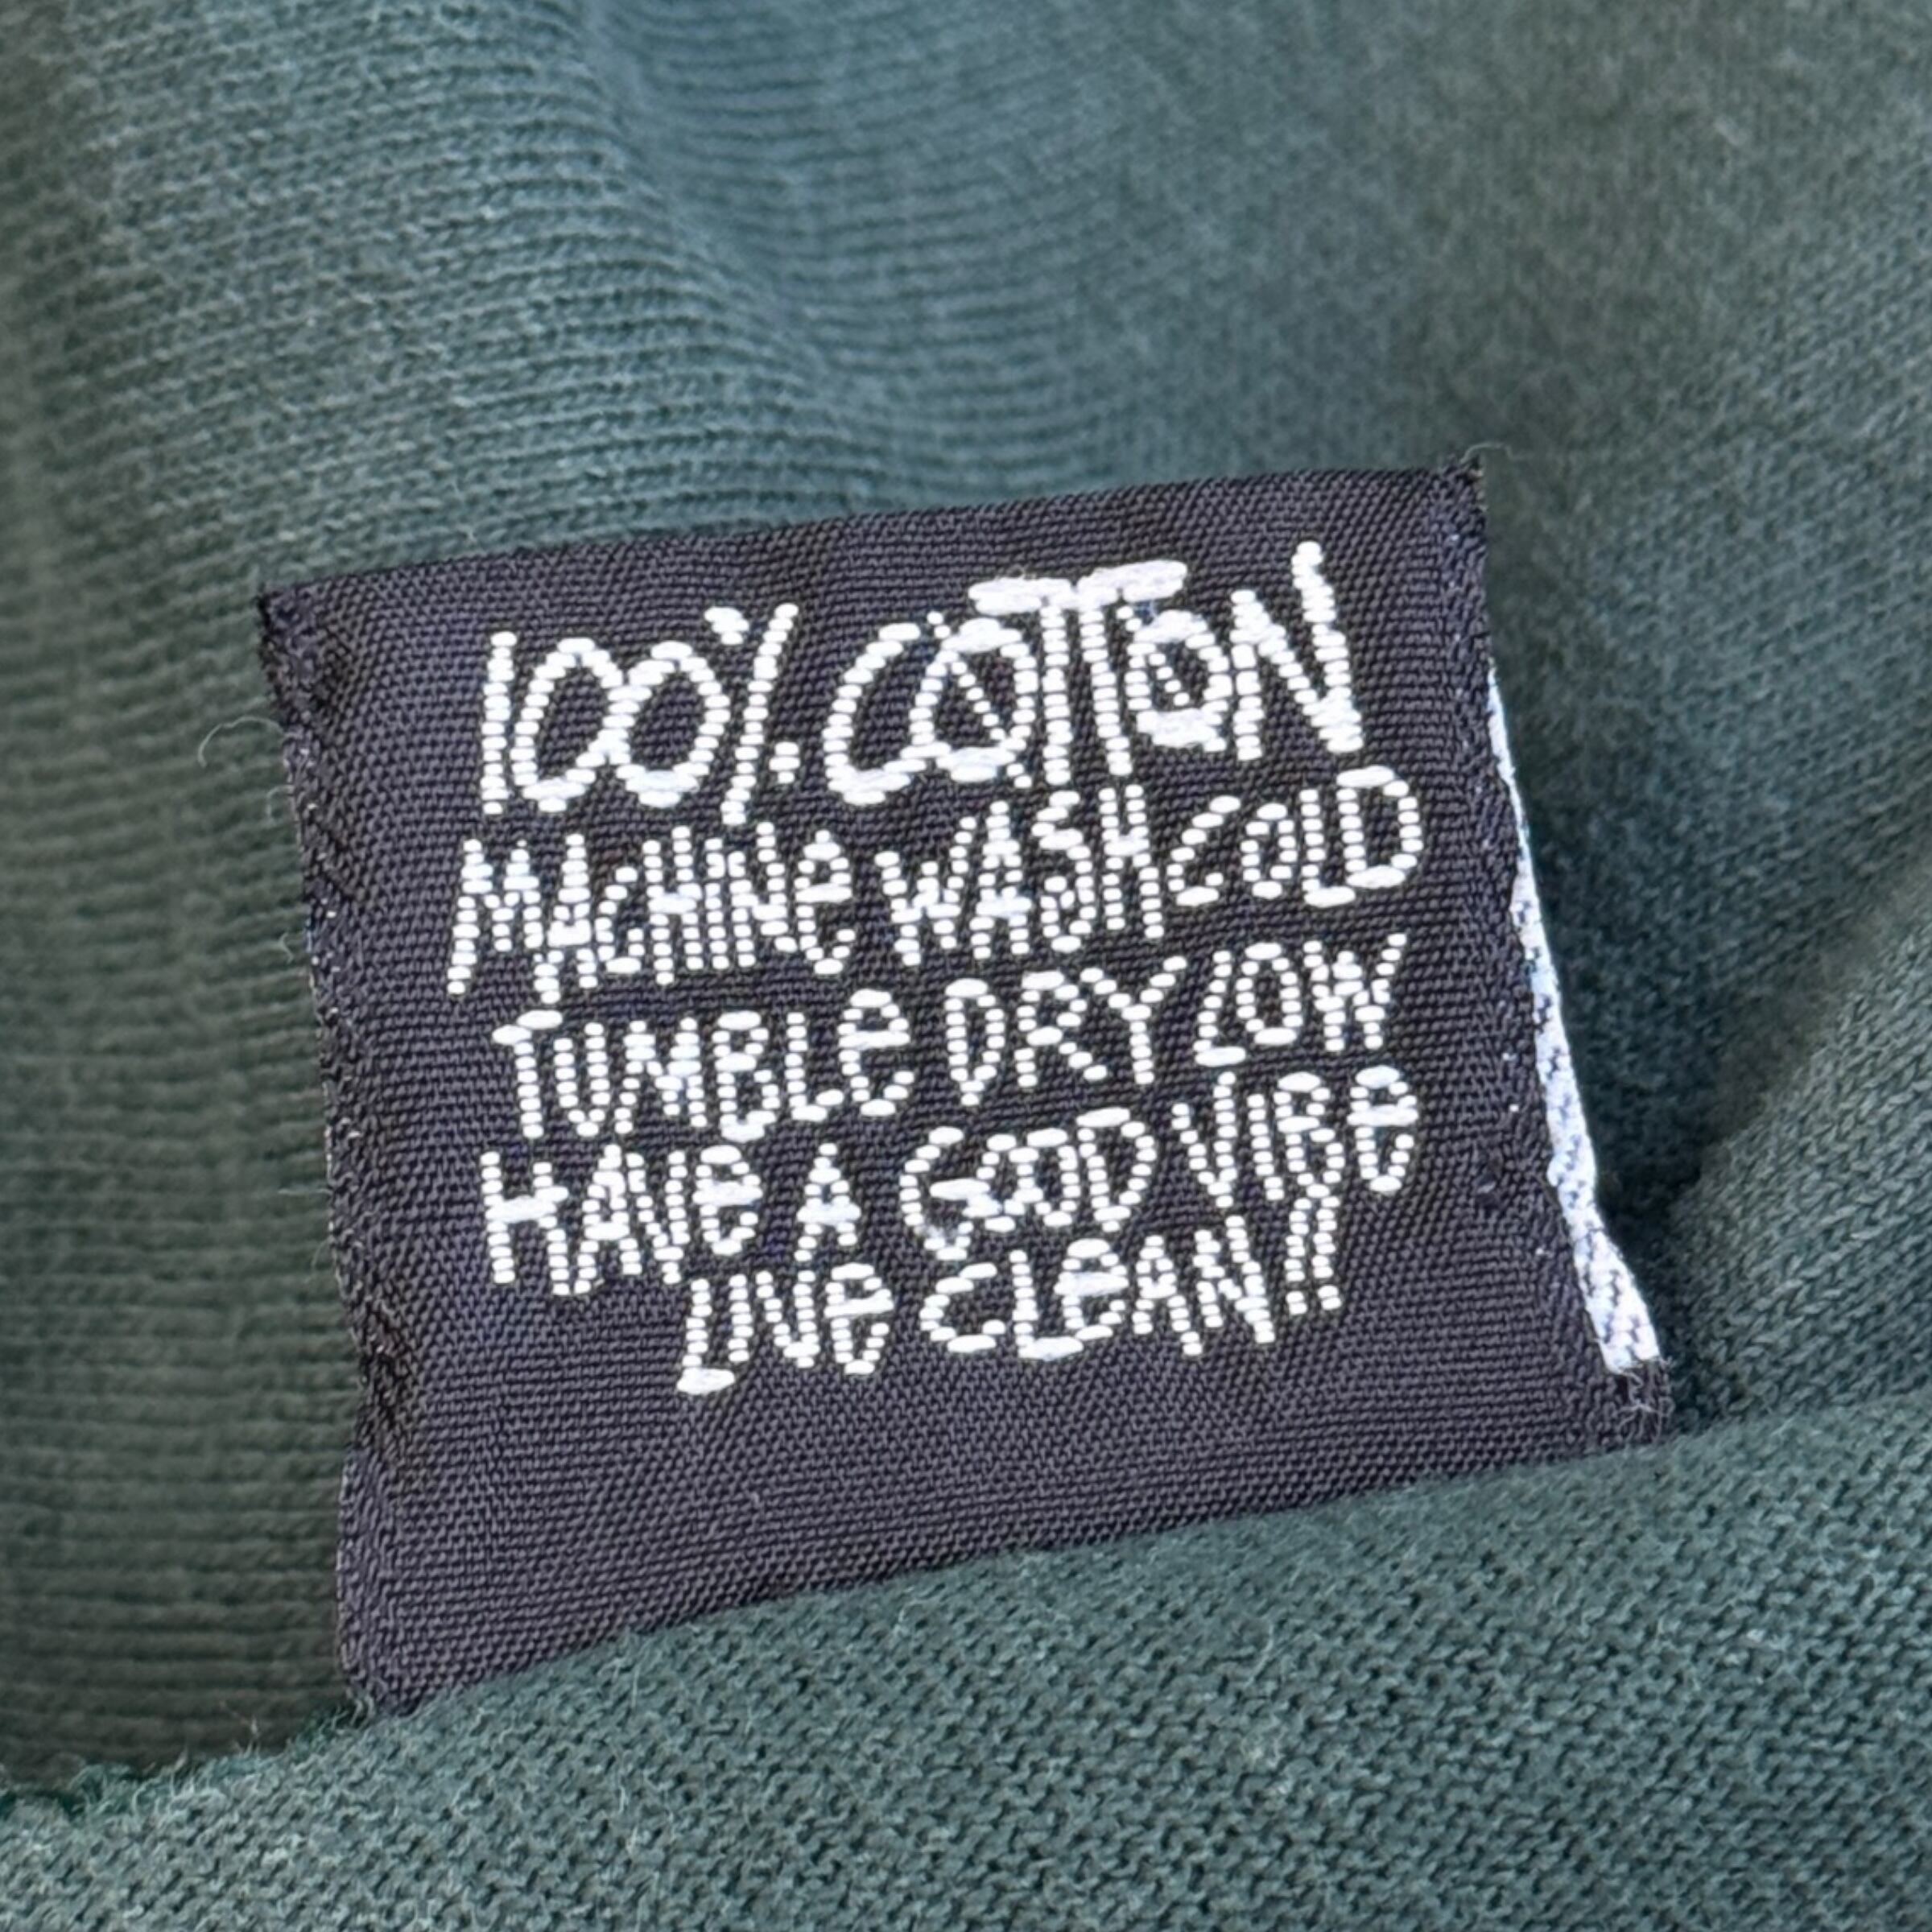 100% COTTON
MACHINE WASH COLD
TUMBLE DRY LOW
HAVE A GOOD VIBE
LIVE CLEAN!!